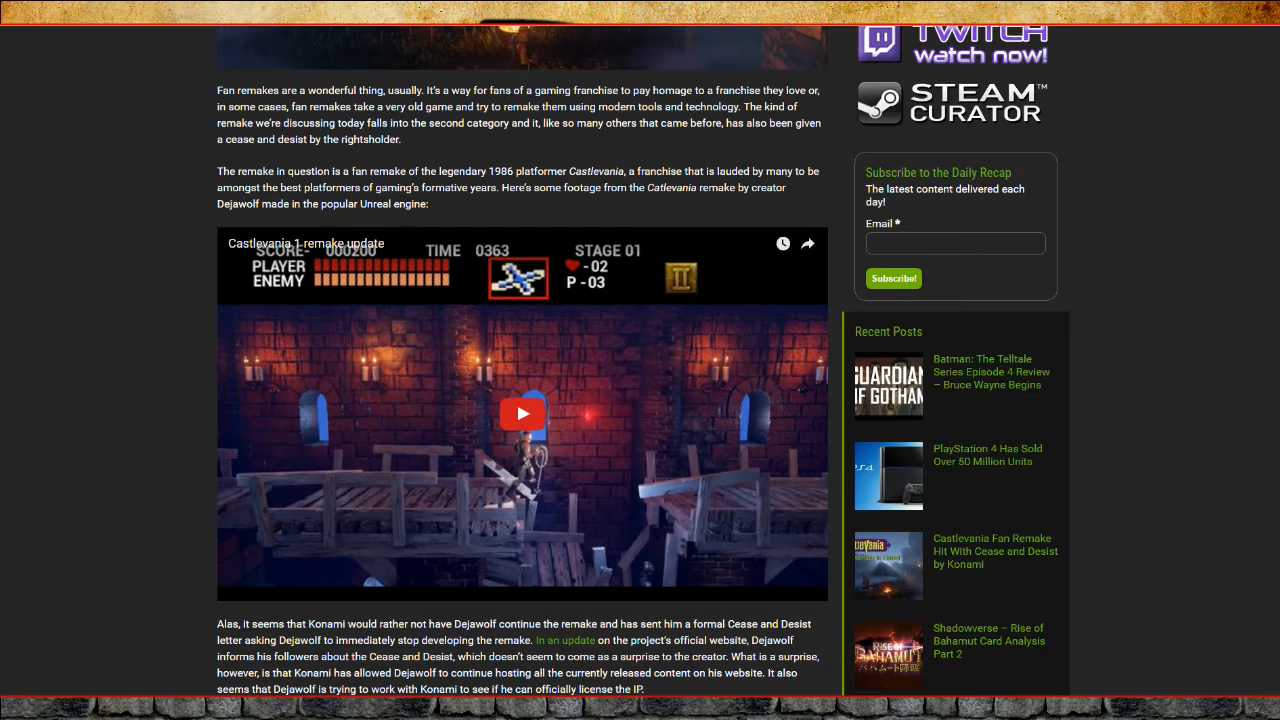 TWITCH
watch now!
STEAM™
CURATOR
Fan remakes are a wonderful thing, usually. It's a way for fans of a gaming franchise to pay homage to a franchise they love or,
in some cases, fan remakes take a very old game and try to remake them using modern tools and technology. The kind of
remake we're discussing today falls into the second category and it, like so many others that came before, has also been given
a cease and desist by the rightsholder.
The remake in question is a fan remake of the legendary 1986 platformer Castlevania, a franchise that is lauded by many to be
amongst the best platformers of gaming's formative years. Here's some footage from the Catlevania remake by creator
Dejawolf made in the popular Unreal engine:
Castlevania 1 remake update
SCORE- 000200 TIME 0363 STAGE 01
PLAYER -02
ENEMY P -03
II
Alas, it seems that Konami would rather not have Dejawolf continue the remake and has sent him a formal Cease and Desist
letter asking Dejawolf to immediately stop developing the remake. In an update on the project's official website, Dejawolf
informs his followers about the Cease and Desist, which doesn't seem to come as a surprise to the creator. What is a surprise,
however, is that Konami has allowed Dejawolf to continue hosting all the currently released content on his website. It also
seems that Dejawolf is trying to work with Konami to see if he can officially license the IP.
Subscribe to the Daily Recap
The latest content delivered each
day!
Email *
Subscribe!
Recent Posts
GUARDIAN
OF GOTHAM
Batman: The Telltale
Series Episode 4 Review
– Bruce Wayne Begins
PlayStation 4 Has Sold
Over 50 Million Units
Castlevania Fan Remake
Hit With Cease and Desist
by Konami
RISE OF
BAHAMUT
Shadowverse – Rise of
Bahamut Card Analysis
Part 2